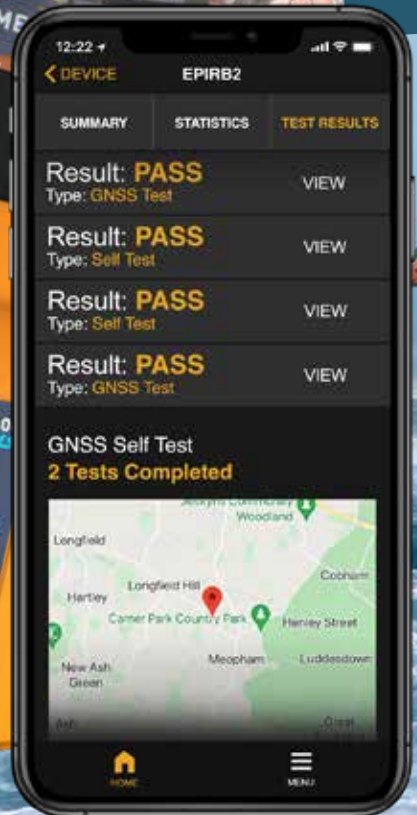 ME
12:22
DEVICE EPIRB2
SUMMARY STATISTICS TEST RESULTS
Result: PASS
Type: GNSS Test
VIEW
Result: PASS
Type: Self Test
VIEW
Result: PASS
Type: Self Test
VIEW
Result: PASS
Type: GNSS Test
VIEW
GNSS Self Test
2 Tests Completed
Woodland
Longfield
Cobham
Longfield Hill
Hartley
Camer Park Country Park
Henley Street
Meopham
Luddesdown
New Ash
Green
Ash
Great
HOME MENU